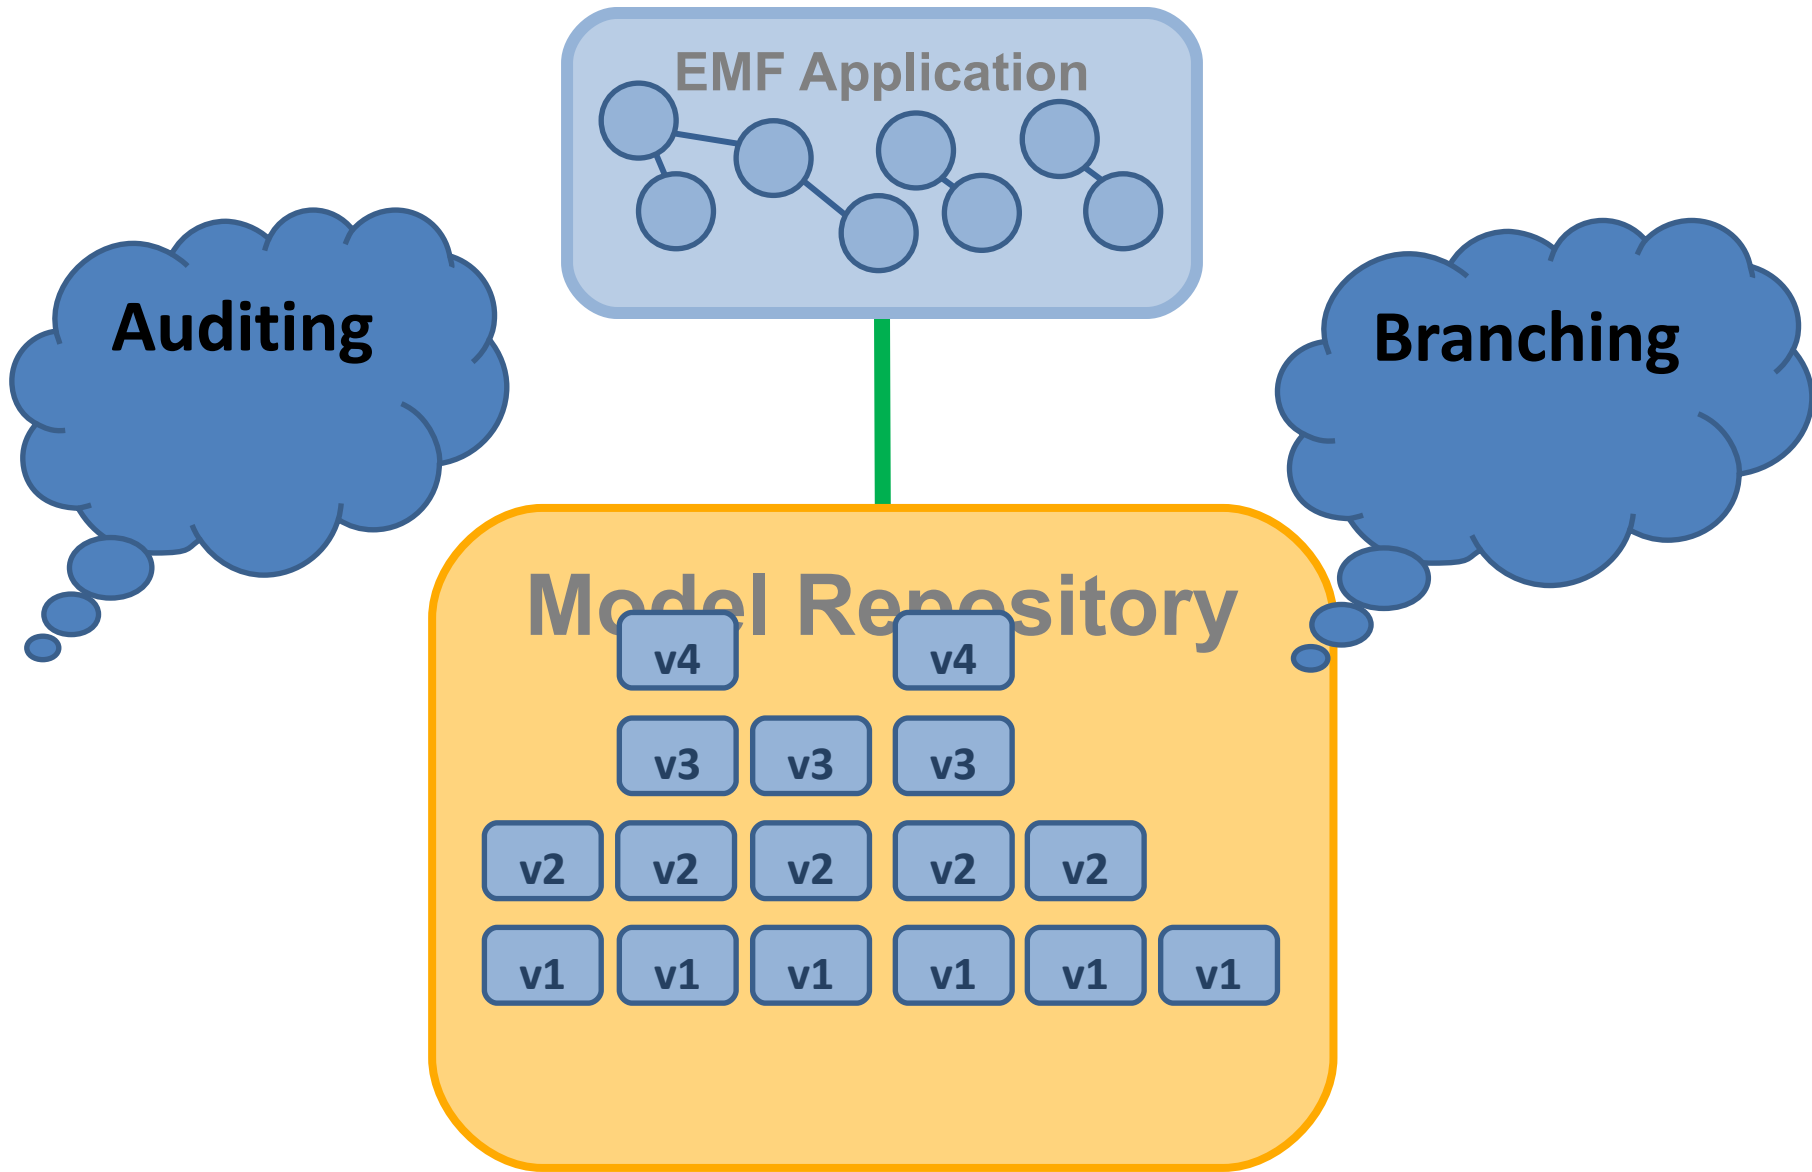 EMF Application
Auditing
Branching
Model Repository
v4 v4
v3 v3 v3
v2 v2 v2 v2 v2
v1 v1 v1 v1 v1 v1